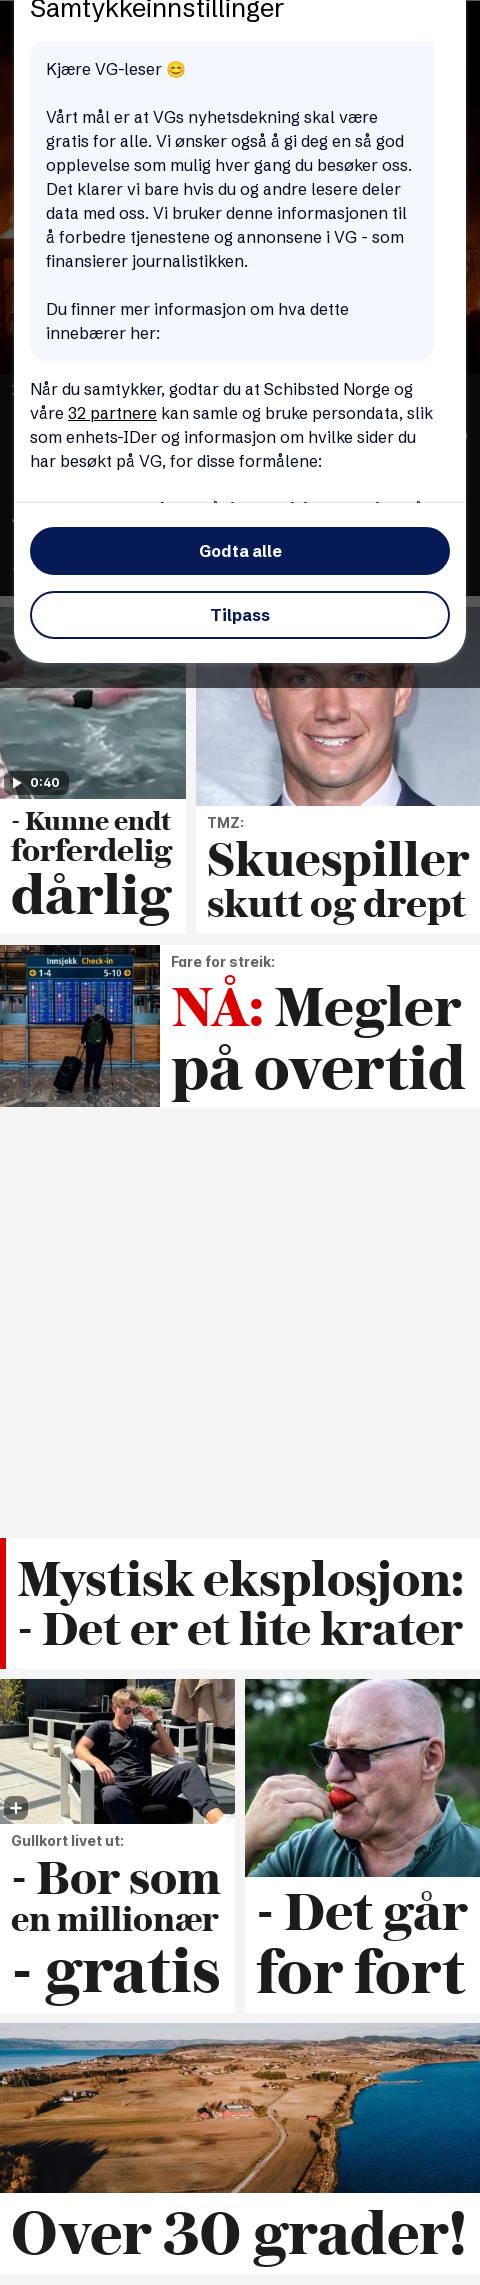 Samtykkeinnstillinger
Kjære VG-leser 😊
Vårt mål er at VGs nyhetsdekning skal være
gratis for alle. Vi ønsker også å gi deg en så god
opplevelse som mulig hver gang du besøker oss.
Det klarer vi bare hvis du og andre lesere deler
data med oss. Vi bruker denne informasjonen til
å forbedre tjenestene og annonsene i VG - som
finansierer journalistikken.
Du finner mer informasjon om hva dette
innebærer her:
Når du samtykker, godtar du at Schibsted Norge og
våre 32 partnere kan samle og bruke persondata, slik
som enhets-IDer og informasjon om hvilke sider du
har besøkt på VG, for disse formålene:
Godta alle
Tilpass
0:40
- Kunne endt
forferdelig
dårlig
TMZ:
Skuespiller
skutt og drept
Innsjekk Check-in
1-4 5-10
Fare for streik:
NÅ: Megler
på overtid
Mystisk eksplosjon:
- Det er et lite krater
Gullkort livet ut:
- Bor som
en millionær
- gratis
- Det går
for fort
Over 30 grader!